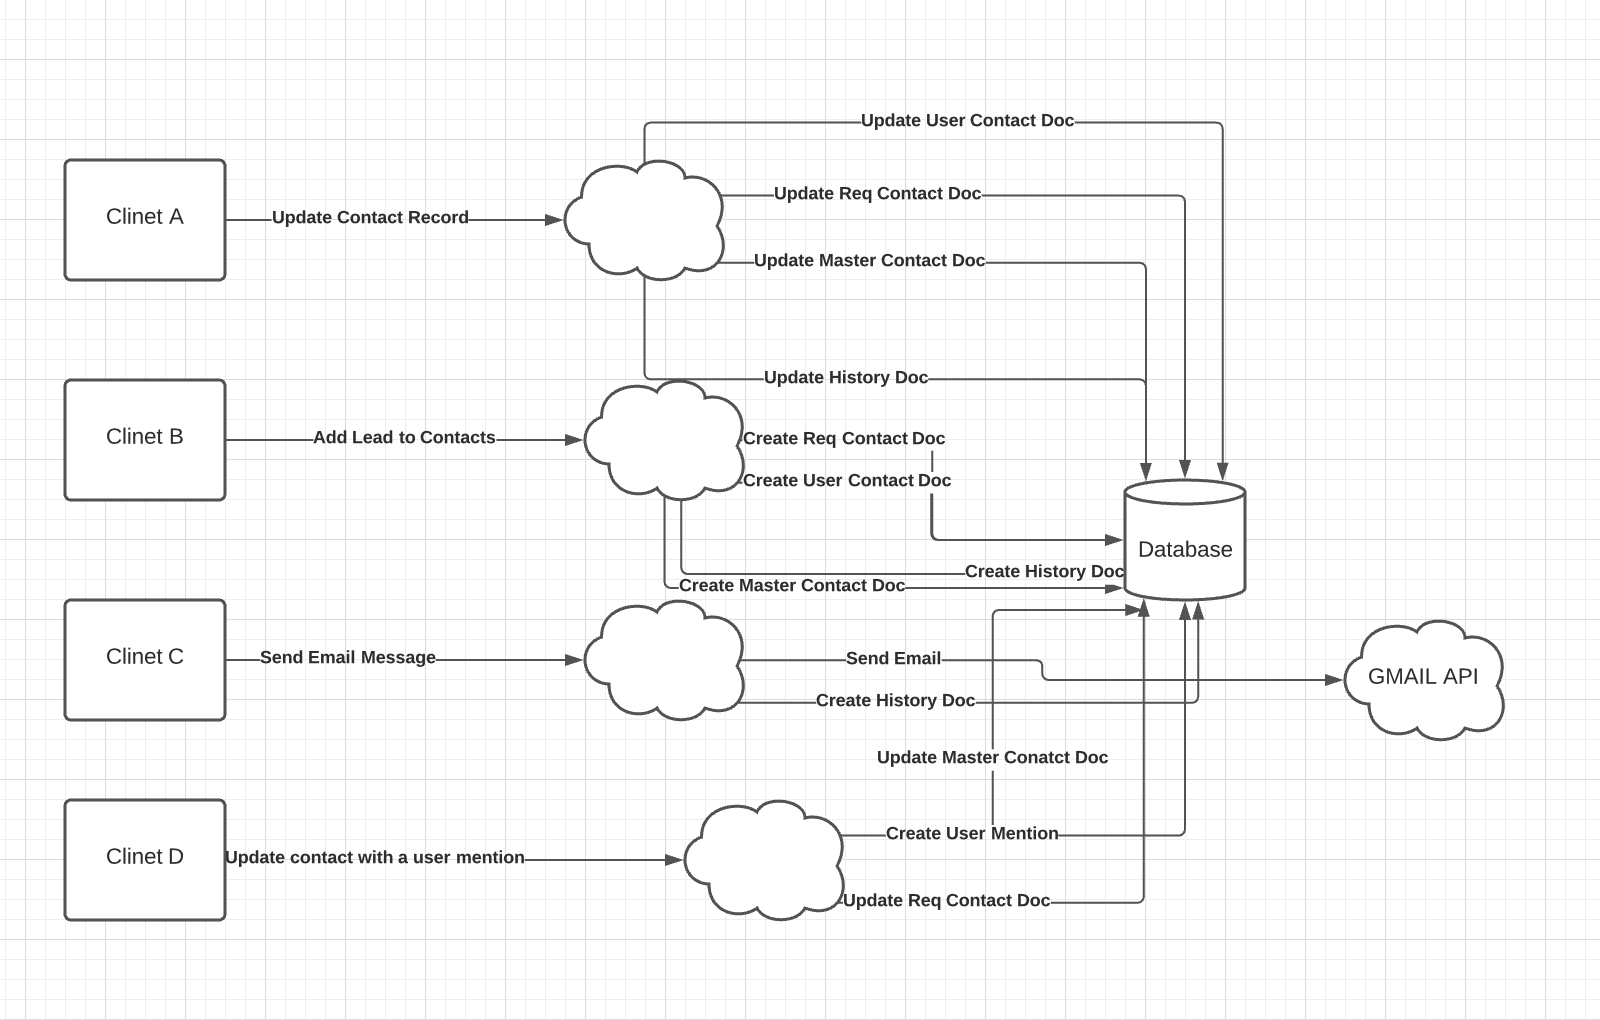 Update User Contact Doc
Update Req Contact Doc
Clinet A
Update Contact Record
Update Master Contact Doc
Update History Doc
Clinet B
Add Lead to Contacts
Create Req Contact Doc
Create User Contact Doc
Database
Create History Doc
Create Master Contact Doc
Clinet C
Send Email Message
Send Email
GMAIL API
Create History Doc
Update Master Conatct Doc
Create User Mention
Clinet D
Update contact with a user mention
Update Req Contact Doc